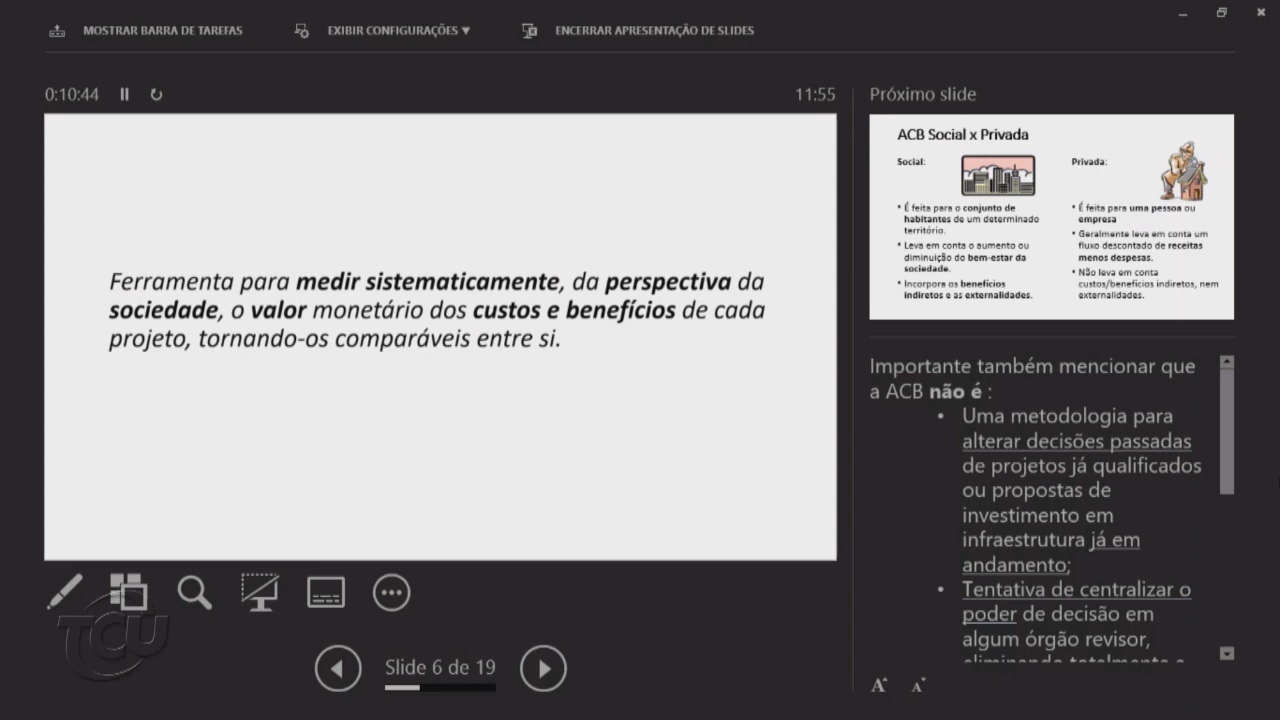 MOSTRAR BARRA DE TAREFAS
EXIBIR CONFIGURAÇÕES ▼
ENCERRAR APRESENTAÇÃO DE SLIDES
0:10:44
11:55
Ferramenta para medir sistematicamente, da perspectiva da
sociedade, o valor monetário dos custos e benefícios de cada
projeto, tornando-os comparáveis entre si.
TCU
Slide 6 de 19
Próximo slide
ACB Social x Privada
Social:
• É feita para o conjunto de
habitantes de um determinado
território.
• Leva em conta o aumento ou
diminuição do bem-estar da
sociedade.
• Incorpora os benefícios
indiretos e as externalidades.
Privada:
• É feita para uma pessoa ou
empresa
• Geralmente leva em conta um
fluxo descontado de receitas
menos despesas.
• Não leva em conta
custos/benefícios indiretos, nem
externalidades.
Importante também mencionar que
a ACB não é :
• Uma metodologia para
alterar decisões passadas
de projetos já qualificados
ou propostas de
investimento em
infraestrutura já em
andamento;
• Tentativa de centralizar o
poder de decisão em
algum órgão revisor,
A A